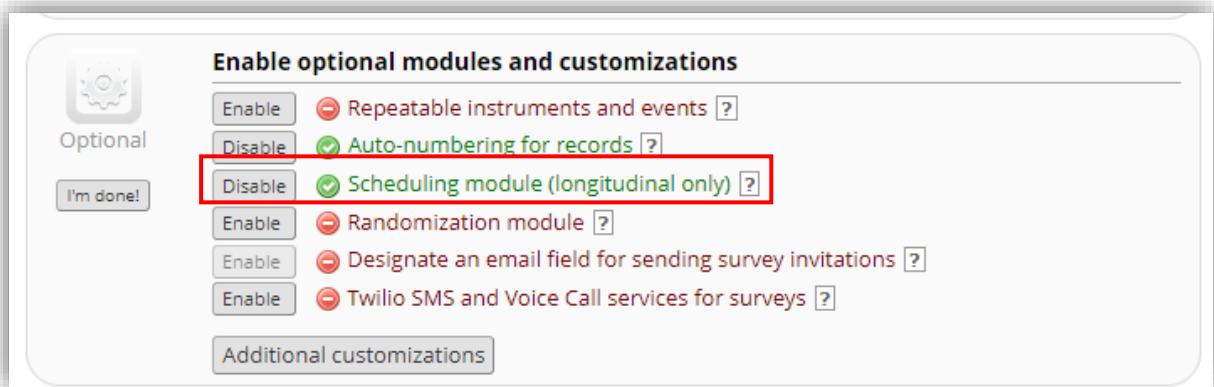 Enable optional modules and customizations
Enable Repeatable instruments and events ?
Optional
Disable Auto-numbering for records ?
I'm done!
Disable Scheduling module (longitudinal only) ?
Enable Randomization module ?
Enable Designate an email field for sending survey invitations ?
Enable Twilio SMS and Voice Call services for surveys ?
Additional customizations